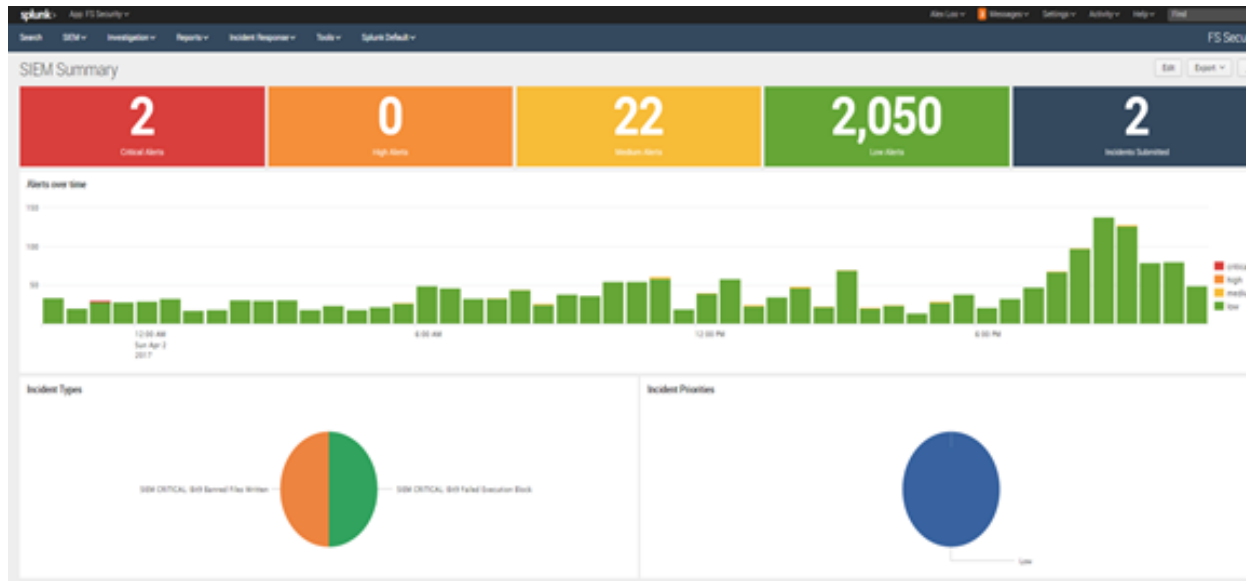 splunk> App: FS Security Alex Loo Messages Settings Activity Help Find
Search SIEM Investigation Reports Incident Response Tools Splunk Default FS Secu
SIEM Summary Edit Export
2 0 22 2,050 2
Critical Alerts High Alerts Medium Alerts Low Alerts Incidents Submitted
Alerts over time
150
100
50
critica
high
mediu
low
12:00 AM 6:00 AM 12:00 PM 6:00 PM
Sun Apr 2
2017
Incident Types Incident Priorities
SIEM CRITICAL: Bit9 Banned Files Written SIEM CRITICAL: Bit9 Failed Execution Block
Low